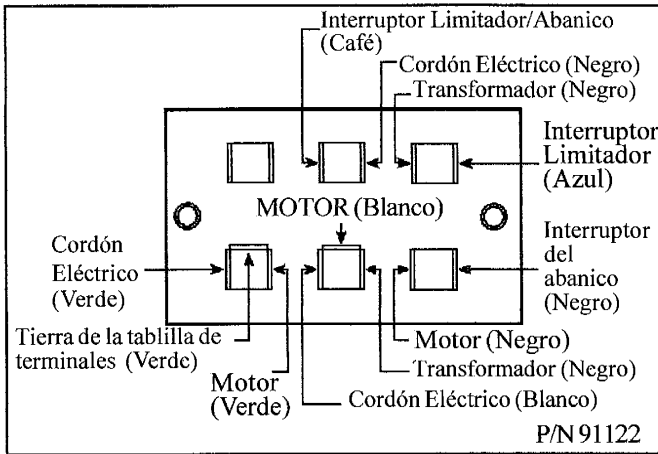 Interruptor Limitador/Abanico
(Café)
Cordón Eléctrico (Negro)
Transformador (Negro)
Interruptor
Limitador
(Azul)
MOTOR (Blanco)
Cordón
Eléctrico
(Verde)
Interruptor
del
abanico
(Negro)
Tierra de la tablilla de
terminales (Verde)
Motor (Negro)
Motor
(Verde)
Transformador (Negro)
Cordón Eléctrico (Blanco)
P/N 91122